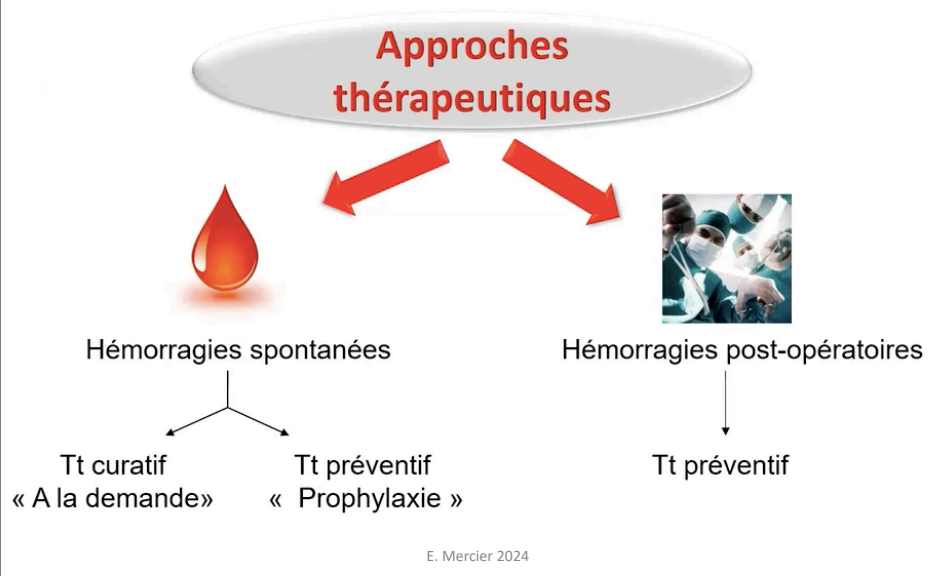 Approches
thérapeutiques
Hémorragies spontanées
Hémorragies post-opératoires
Tt curatif
« A la demande»
Tt préventif
«  Prophylaxie »
Tt préventif
E. Mercier 2024